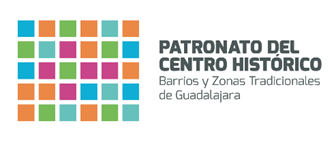 PATRONATO DEL
CENTRO HISTÓRICO
Barrios y Zonas Tradicionales
de Guadalajara